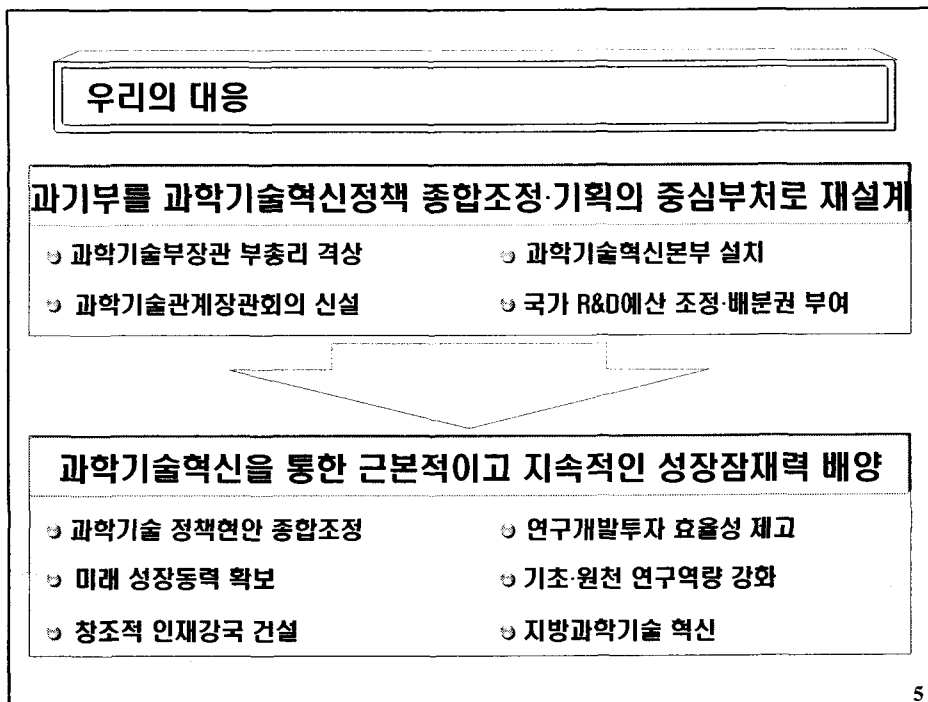 우리의 대응
과기부를 과학기술혁신정책 종합조정·기획의 중심부처로 재설계
과학기술부장관 부총리 격상
과학기술혁신본부 설치
과학기술관계장관회의 신설
국가 R&D예산 조정·배분권 부여
과학기술혁신을 통한 근본적이고 지속적인 성장잠재력 배양
과학기술 정책현안 종합조정
연구개발투자 효율성 제고
미래 성장동력 확보
기초·원천 연구역량 강화
창조적 인재강국 건설
지방과학기술 혁신
5